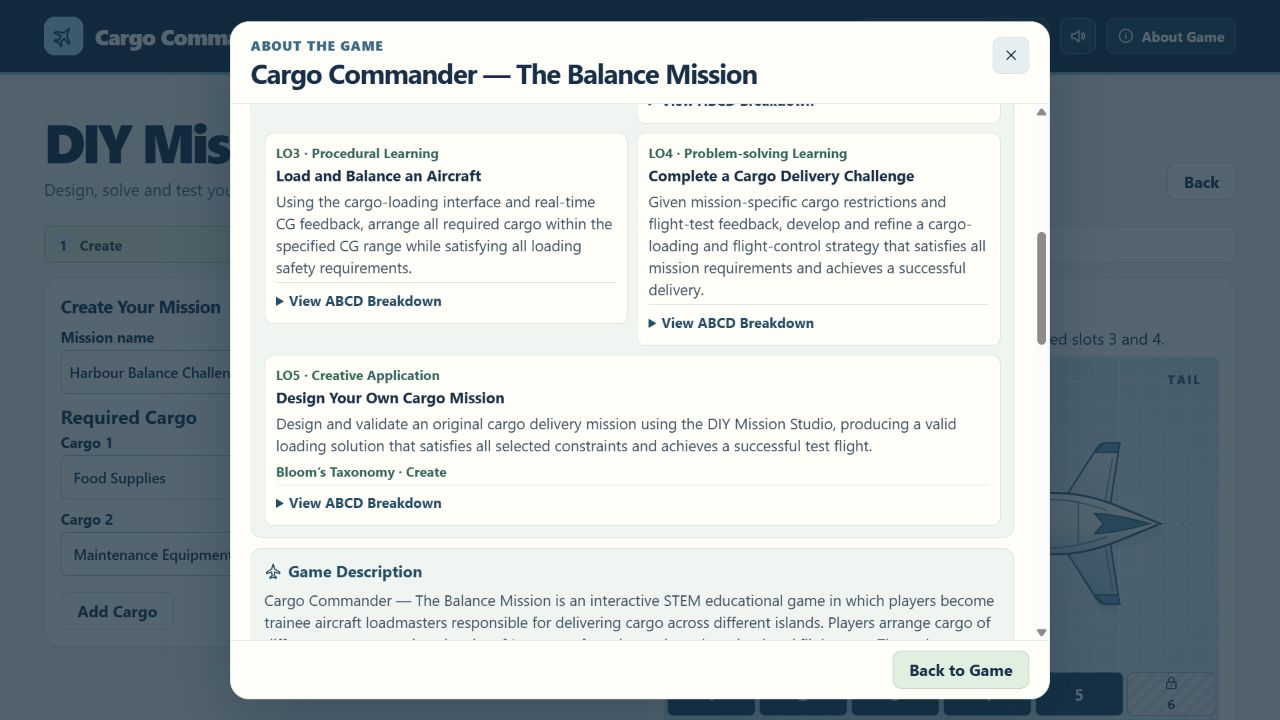 Cargo Comma
About Game
ABOUT THE GAME
Cargo Commander — The Balance Mission
DIY Mis
Design, solve and test you
Back
1 Create
Create Your Mission
Mission name
Harbour Balance Challen
Required Cargo
Cargo 1
Food Supplies
Cargo 2
Maintenance Equipment
Add Cargo
View ABCD Breakdown
LO3 · Procedural Learning
Load and Balance an Aircraft
Using the cargo-loading interface and real-time
CG feedback, arrange all required cargo within the
specified CG range while satisfying all loading
safety requirements.
View ABCD Breakdown
LO4 · Problem-solving Learning
Complete a Cargo Delivery Challenge
Given mission-specific cargo restrictions and
flight-test feedback, develop and refine a cargo-
loading and flight-control strategy that satisfies all
mission requirements and achieves a successful
delivery.
View ABCD Breakdown
LO5 · Creative Application
Design Your Own Cargo Mission
Design and validate an original cargo delivery mission using the DIY Mission Studio, producing a valid
loading solution that satisfies all selected constraints and achieves a successful test flight.
Bloom's Taxonomy · Create
View ABCD Breakdown
Game Description
Cargo Commander — The Balance Mission is an interactive STEM educational game in which players become
trainee aircraft loadmasters responsible for delivering cargo across different islands. Players arrange cargo of
Back to Game
ed slots 3 and 4.
TAIL
5
6